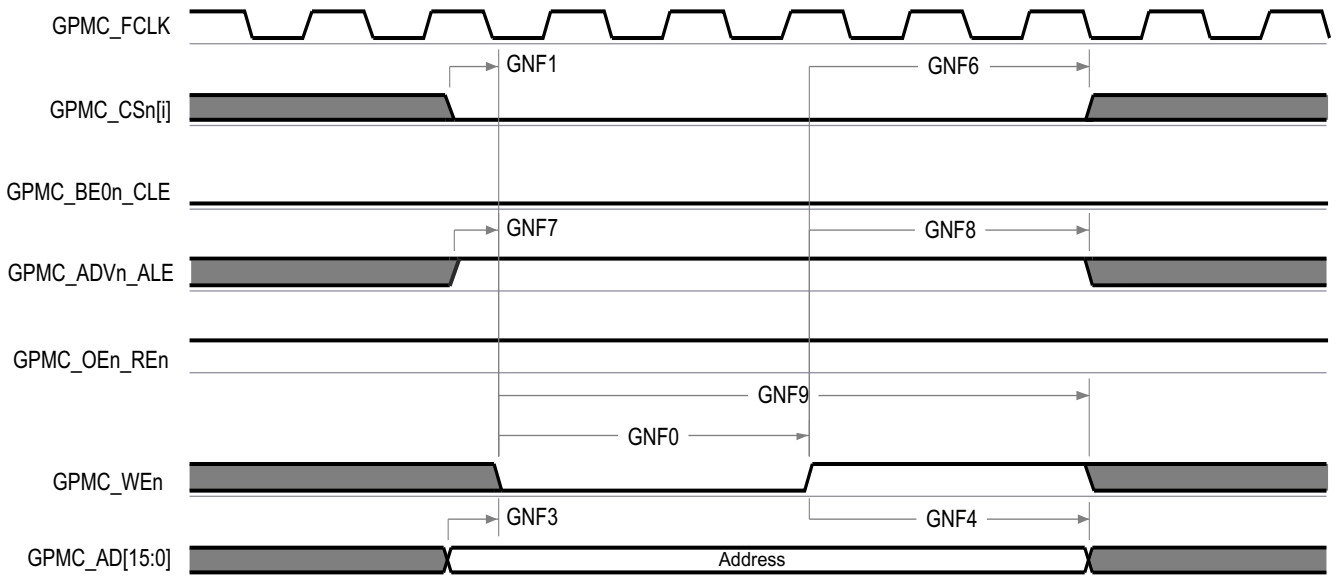 GPMC_FCLK
GNF1
GNF6
GPMC_CSn[i]
GPMC_BE0n_CLE
GNF7
GNF8
GPMC_ADVn_ALE
GPMC_OEn_REn
GNF9
GNF0
GPMC_WEn
GNF3
GNF4
GPMC_AD[15:0]
Address